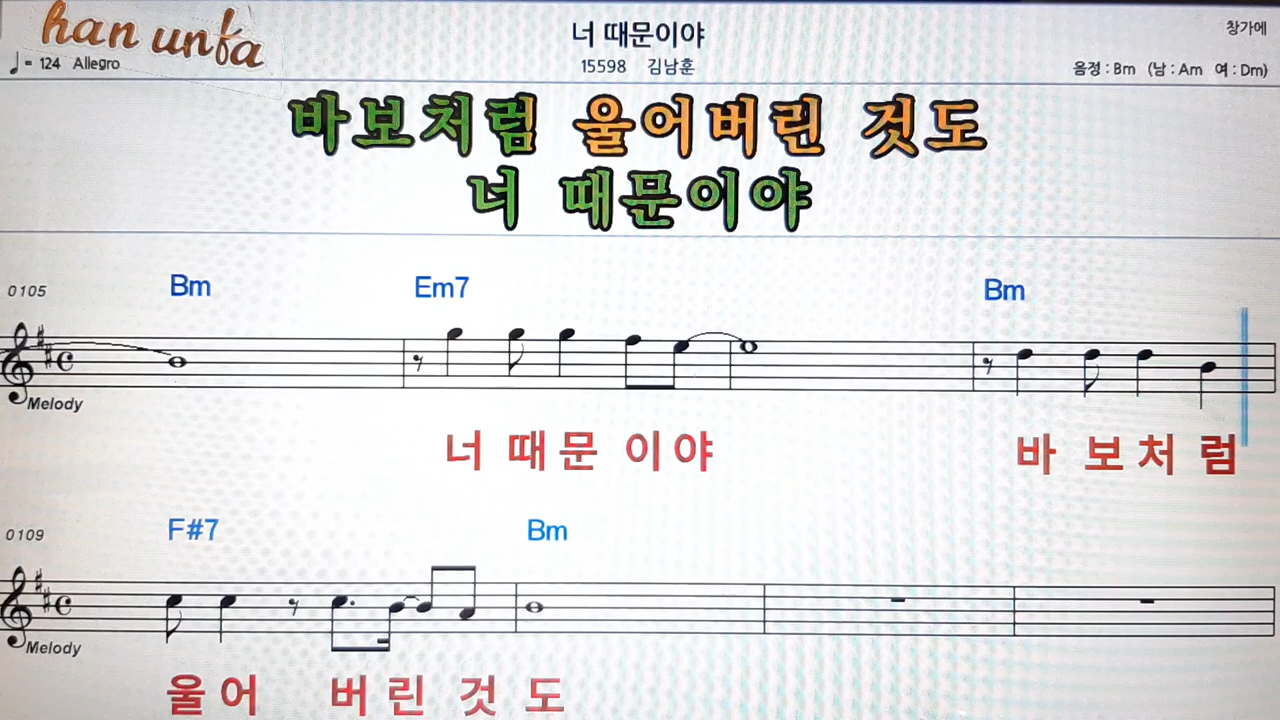 han unfa
너 때문이야
창가에
♩= 124 Allegro
15598 김남훈
음정 : Bm (남 : Am 여 : Dm)
바보처럼 울어버린 것도
너 때문이야
0105 Bm Em7 Bm
Melody
너 때문 이야 바 보처 럼
0109 F#7 Bm
Melody
울어 버린 것 도